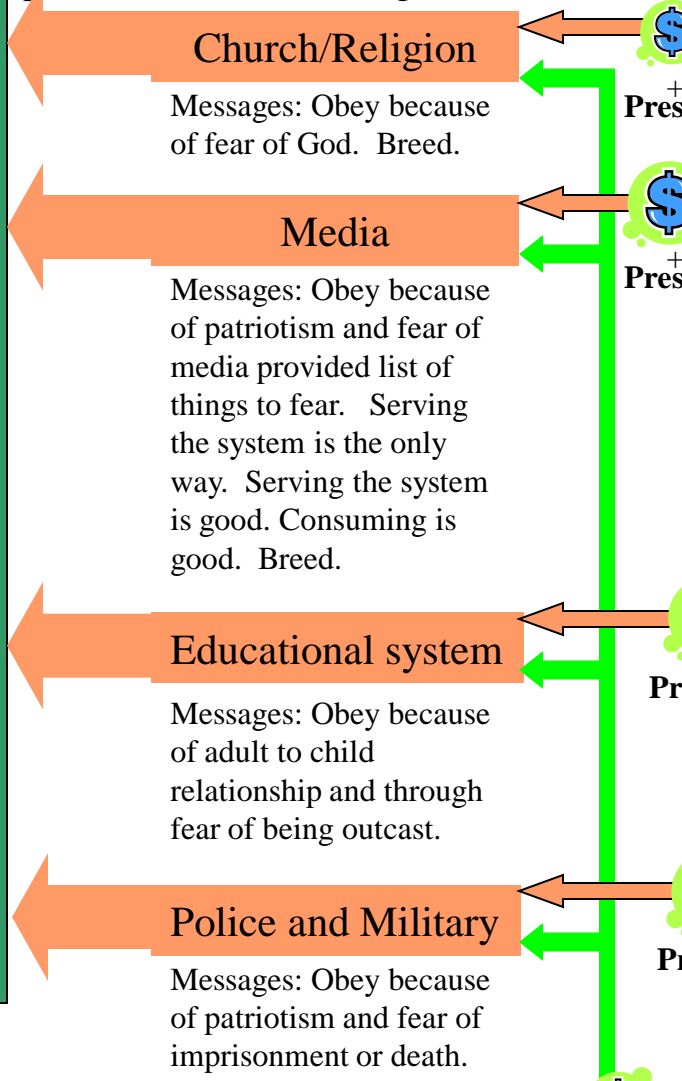 Church/Religion
Messages: Obey because
of fear of God. Breed.
$
+
Pres
Media
Messages: Obey because
of patriotism and fear of
media provided list of
things to fear. Serving
the system is the only
way. Serving the system
is good. Consuming is
good. Breed.
$
+
Pres
Educational system
Messages: Obey because
of adult to child
relationship and through
fear of being outcast.
Pr
Police and Military
Messages: Obey because
of patriotism and fear of
imprisonment or death.